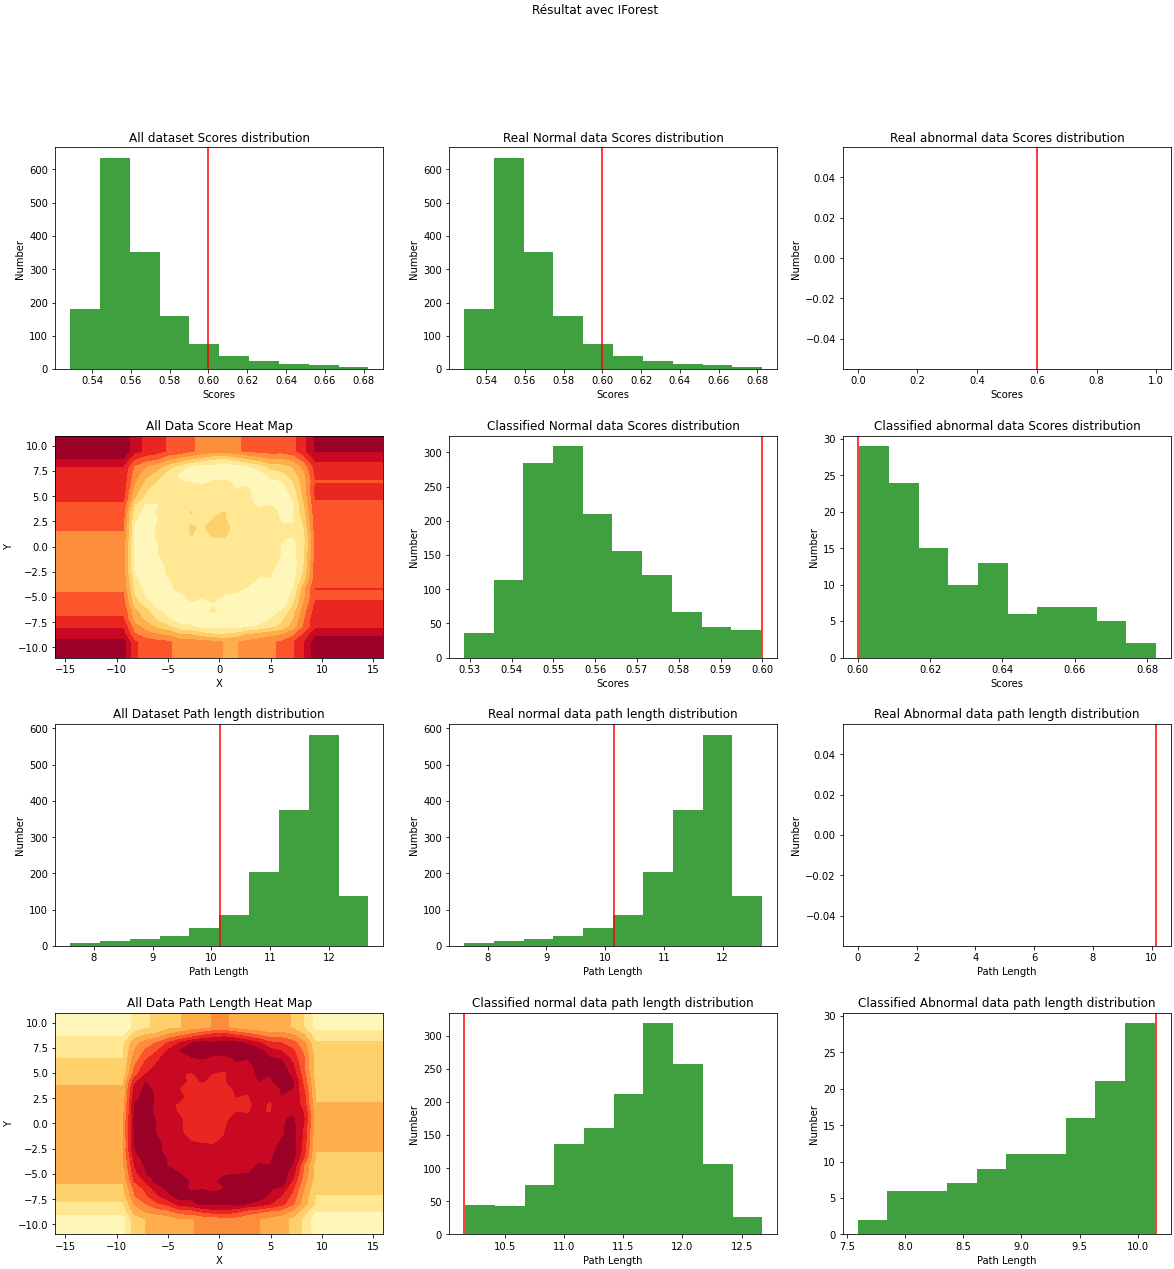 Résultat avec IForest
All dataset Scores distribution
Number
600
500
400
300
200
100
0
0.54 0.56 0.58 0.60 0.62 0.64 0.66 0.68
Scores
Real Normal data Scores distribution
Number
600
500
400
300
200
100
0
0.54 0.56 0.58 0.60 0.62 0.64 0.66 0.68
Scores
Real abnormal data Scores distribution
Number
0.04
0.02
0.00
−0.02
−0.04
0.0 0.2 0.4 0.6 0.8 1.0
Scores
All Data Score Heat Map
Y
10.0
7.5
5.0
2.5
0.0
−2.5
−5.0
−7.5
−10.0
−15 −10 −5 0 5 10 15
X
Classified Normal data Scores distribution
Number
300
250
200
150
100
50
0
0.53 0.54 0.55 0.56 0.57 0.58 0.59 0.60
Scores
Classified abnormal data Scores distribution
Number
30
25
20
15
10
5
0
0.60 0.62 0.64 0.66 0.68
Scores
All Dataset Path length distribution
Number
600
500
400
300
200
100
0
8 9 10 11 12
Path Length
Real normal data path length distribution
Number
600
500
400
300
200
100
0
8 9 10 11 12
Path Length
Real Abnormal data path length distribution
Number
0.04
0.02
0.00
−0.02
−0.04
0 2 4 6 8 10
Path Length
All Data Path Length Heat Map
Y
10.0
7.5
5.0
2.5
0.0
−2.5
−5.0
−7.5
−10.0
−15 −10 −5 0 5 10 15
X
Classified normal data path length distribution
Number
300
250
200
150
100
50
0
10.5 11.0 11.5 12.0 12.5
Path Length
Classified Abnormal data path length distribution
Number
30
25
20
15
10
5
0
7.5 8.0 8.5 9.0 9.5 10.0
Path Length